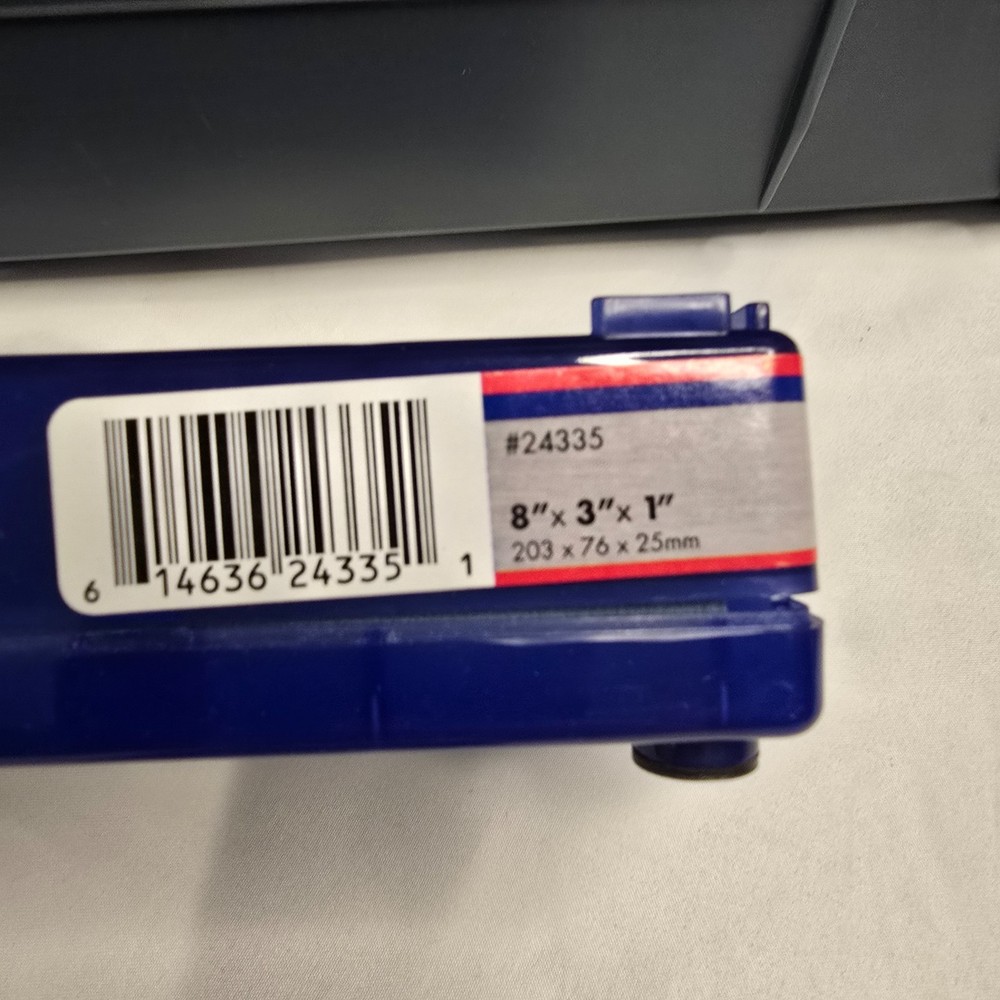 6 14636 24335 1
#24335
8″x 3″x 1″
203 x 76 x 25mm